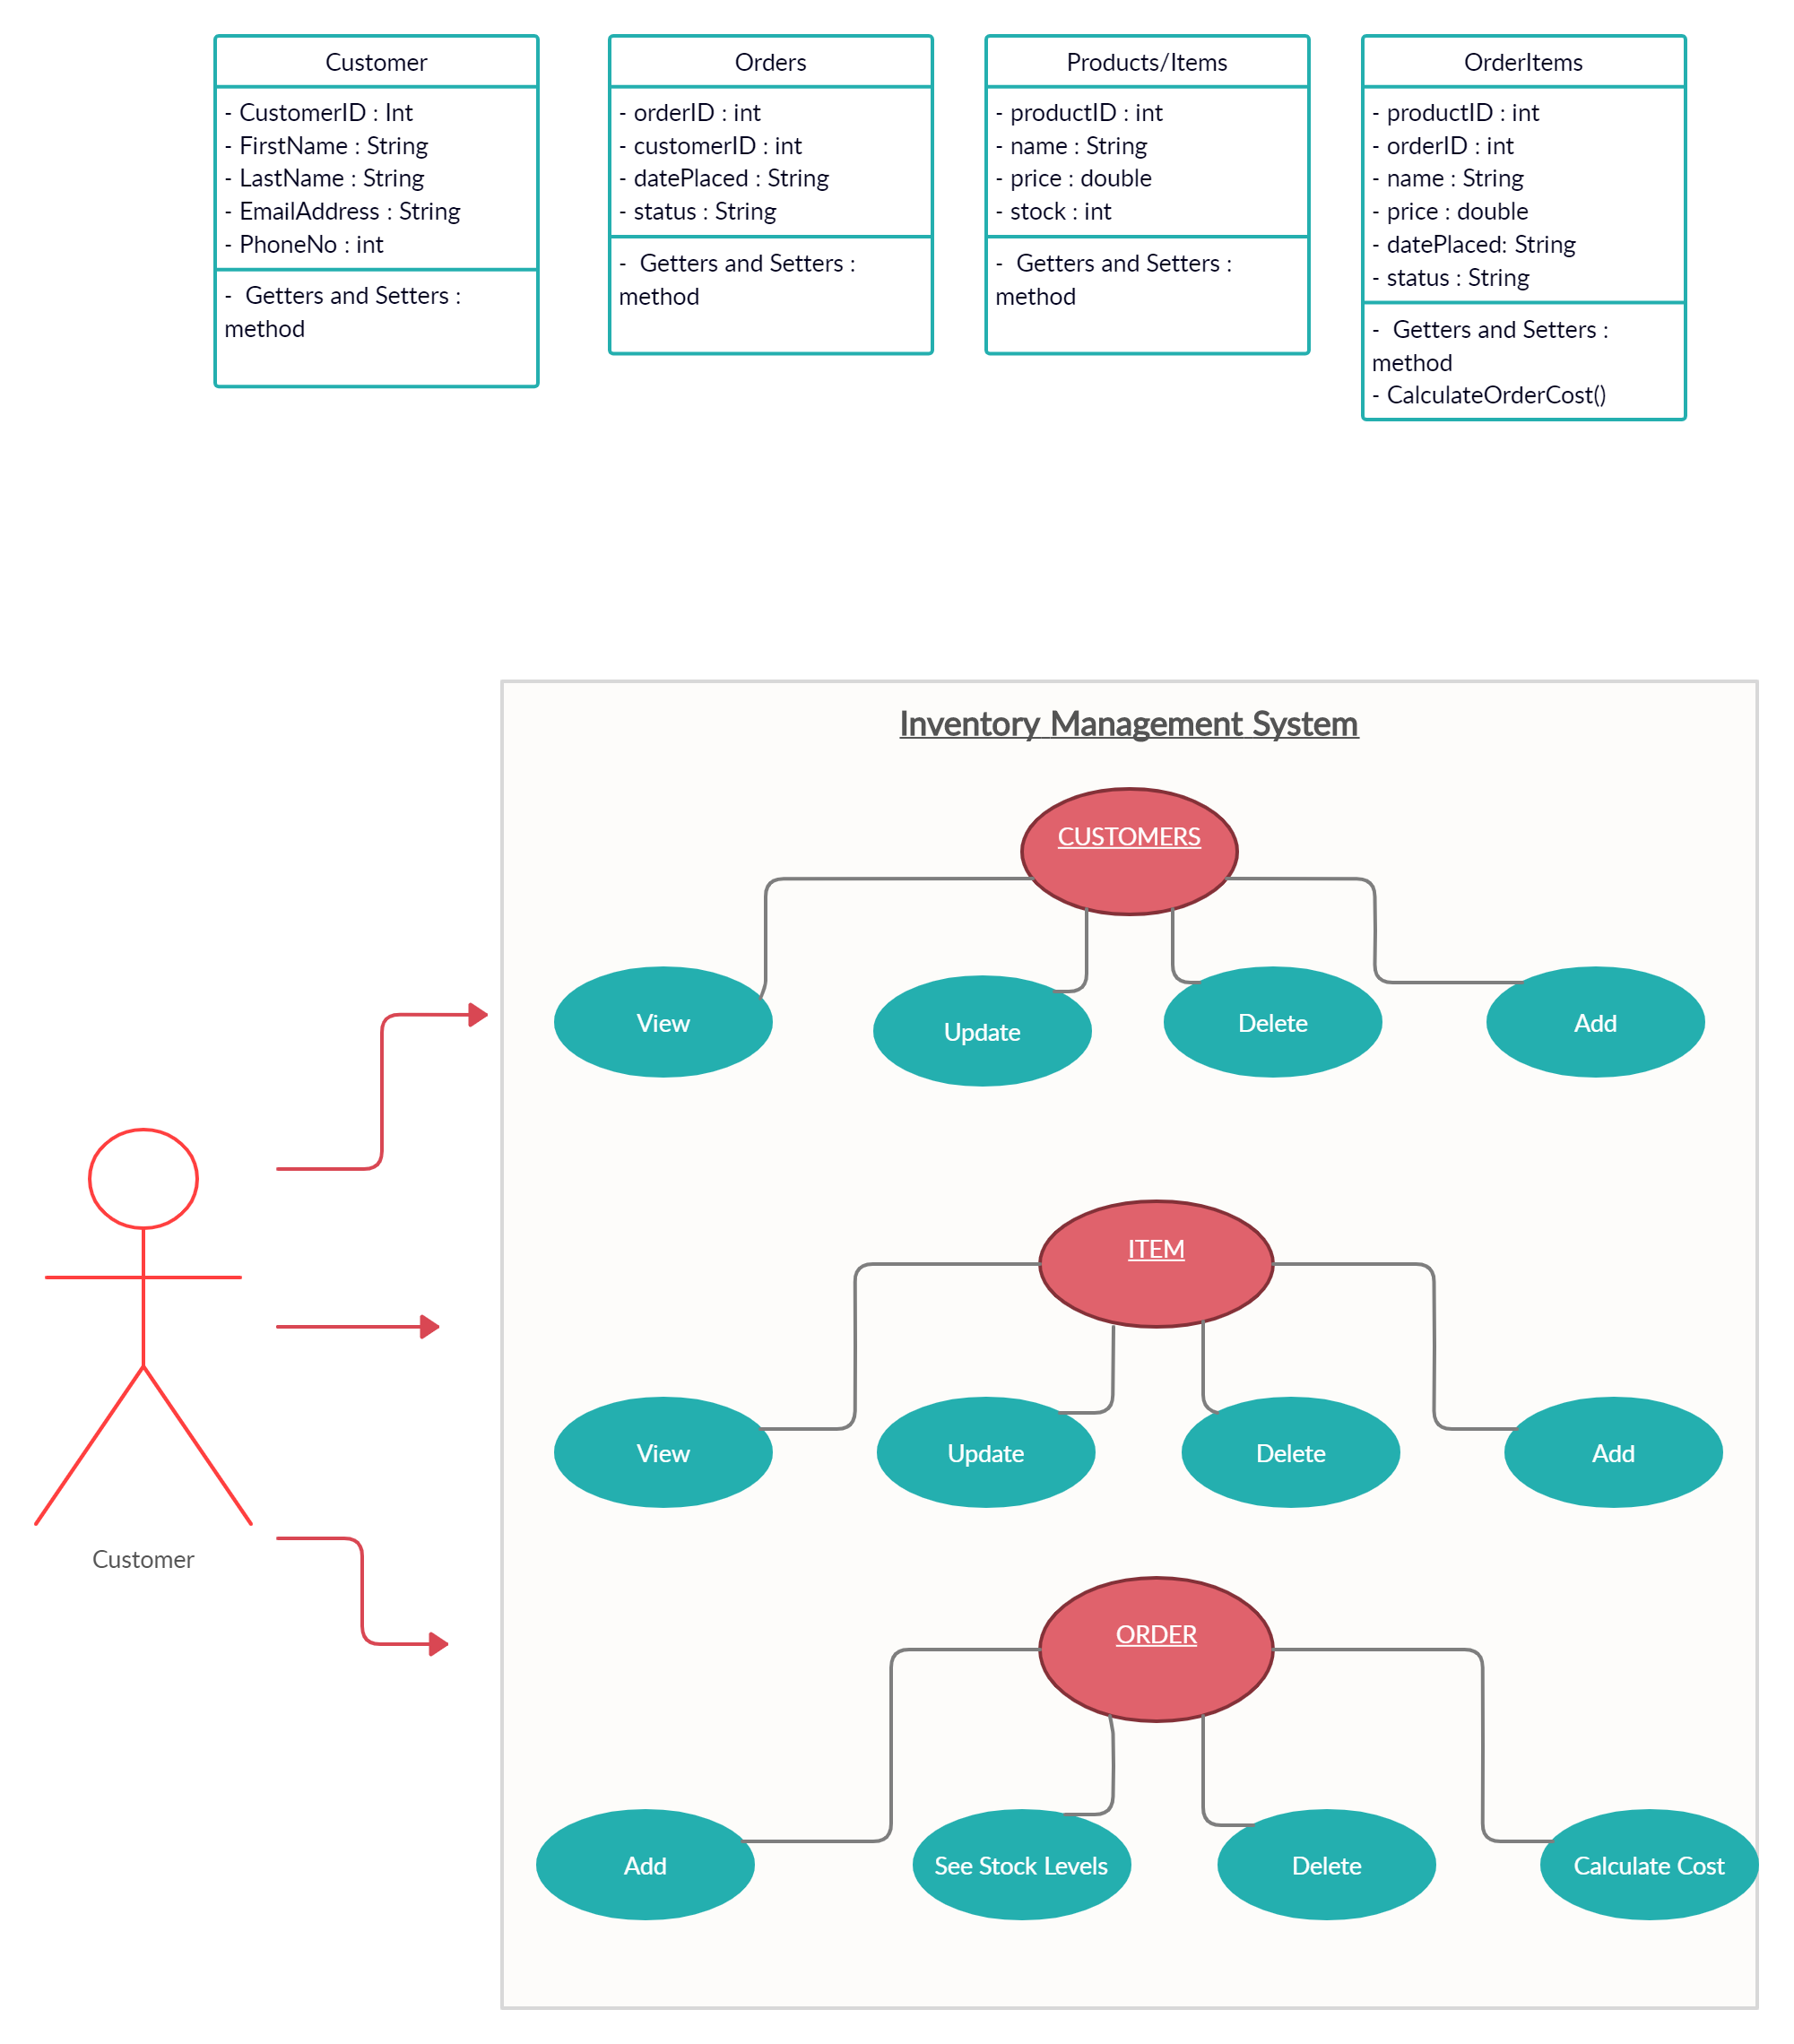 Customer
- CustomerID : Int
- FirstName : String
- LastName : String
- EmailAddress : String
- PhoneNo : int
- Getters and Setters :
method
Orders
- orderID : int
- customerID : int
- datePlaced : String
- status : String
- Getters and Setters :
method
Products/Items
- productID : int
- name : String
- price : double
- stock : int
- Getters and Setters :
method
OrderItems
- productID : int
- orderID : int
- name : String
- price : double
- datePlaced: String
- status : String
- Getters and Setters :
method
- CalculateOrderCost()
Inventory Management System
CUSTOMERS
View
Update
Delete
Add
ITEM
View
Update
Delete
Add
Customer
ORDER
Add
See Stock Levels
Delete
Calculate Cost